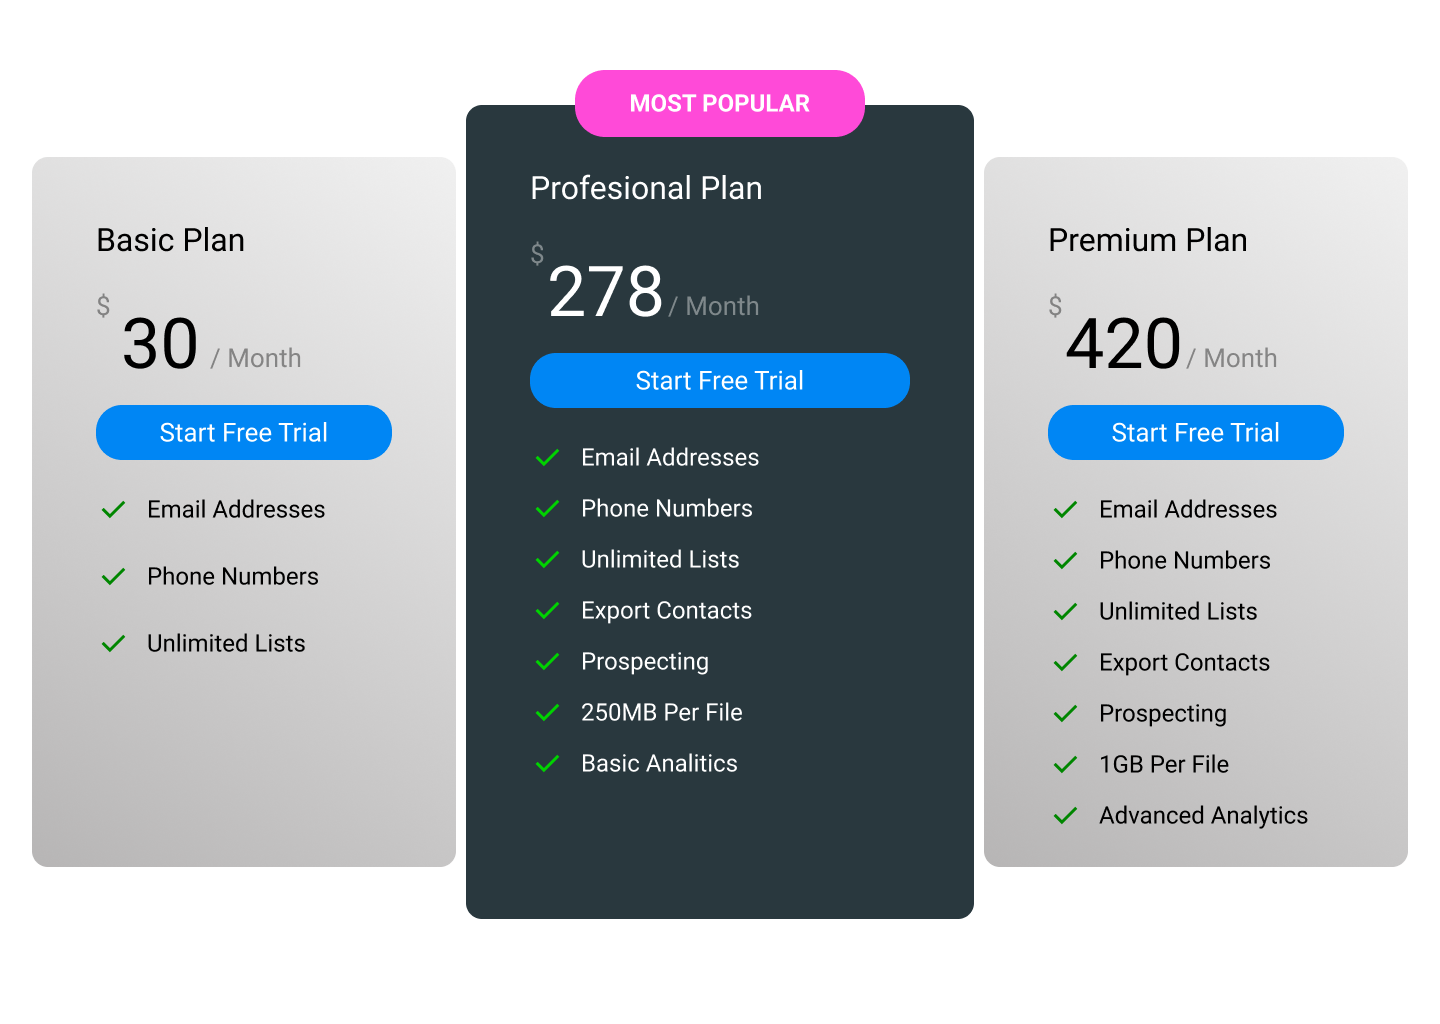 MOST POPULAR
Basic Plan
$
30 / Month
Start Free Trial
Email Addresses
Phone Numbers
Unlimited Lists
Profesional Plan
$
278 / Month
Start Free Trial
Email Addresses
Phone Numbers
Unlimited Lists
Export Contacts
Prospecting
250MB Per File
Basic Analitics
Premium Plan
$
420 / Month
Start Free Trial
Email Addresses
Phone Numbers
Unlimited Lists
Export Contacts
Prospecting
1GB Per File
Advanced Analytics